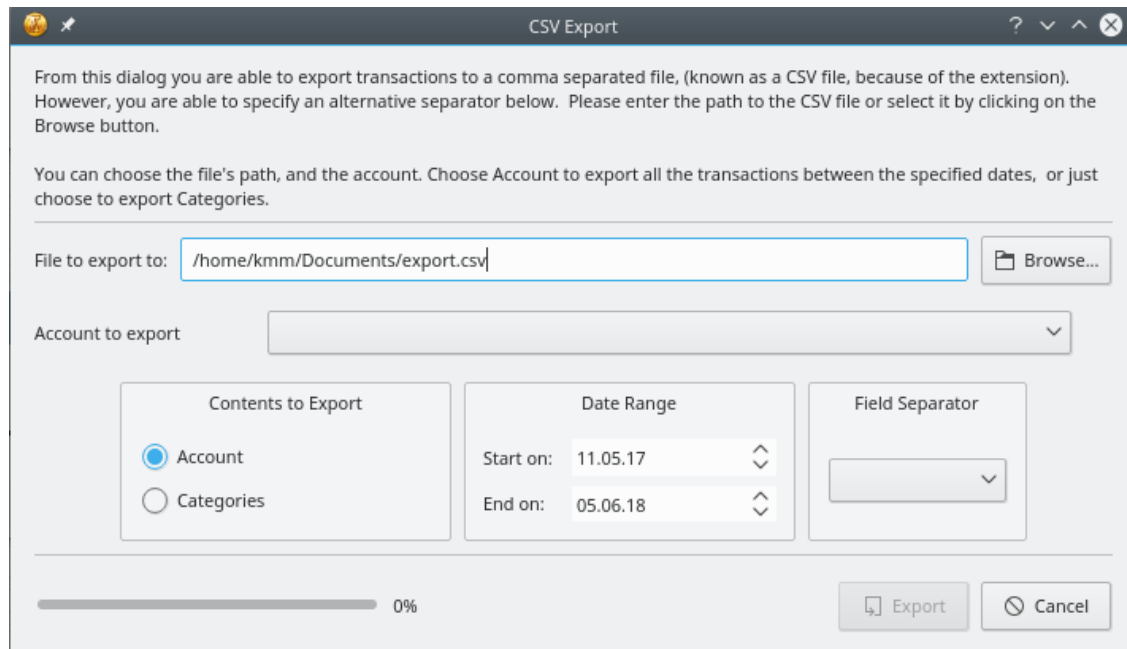 CSV Export
From this dialog you are able to export transactions to a comma separated file, (known as a CSV file, because of the extension).
However, you are able to specify an alternative separator below.  Please enter the path to the CSV file or select it by clicking on the
Browse button.
You can choose the file's path, and the account. Choose Account to export all the transactions between the specified dates,  or just
choose to export Categories.
File to export to: /home/kmm/Documents/export.csv Browse...
Account to export
Contents to Export Date Range Field Separator
Account Start on: 11.05.17
Categories End on: 05.06.18
0% Export Cancel